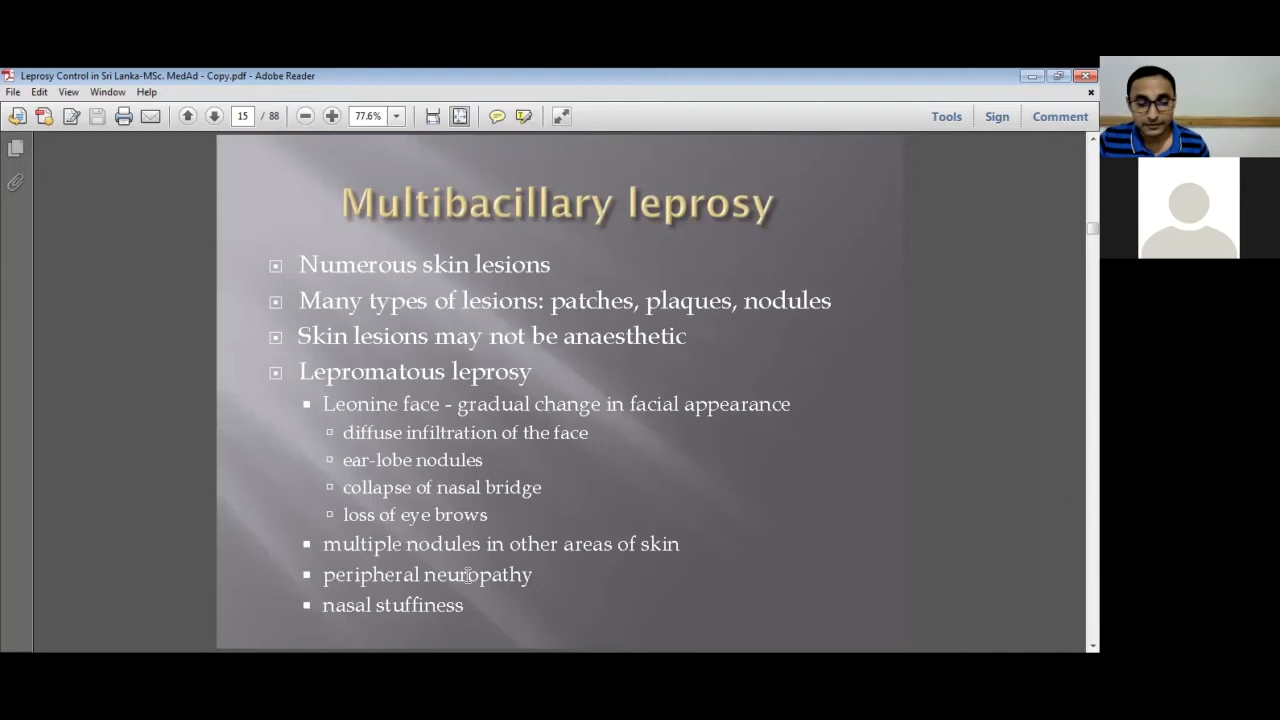 Leprosy Control in Sri Lanka-MSc. MedAd - Copy.pdf - Adobe Reader
File Edit View Window Help
15 / 88 77.6% Tools Sign Comment
Multibacillary leprosy
Numerous skin lesions
Many types of lesions: patches, plaques, nodules
Skin lesions may not be anaesthetic
Lepromatous leprosy
Leonine face - gradual change in facial appearance
diffuse infiltration of the face
ear-lobe nodules
collapse of nasal bridge
loss of eye brows
multiple nodules in other areas of skin
peripheral neuropathy
nasal stuffiness